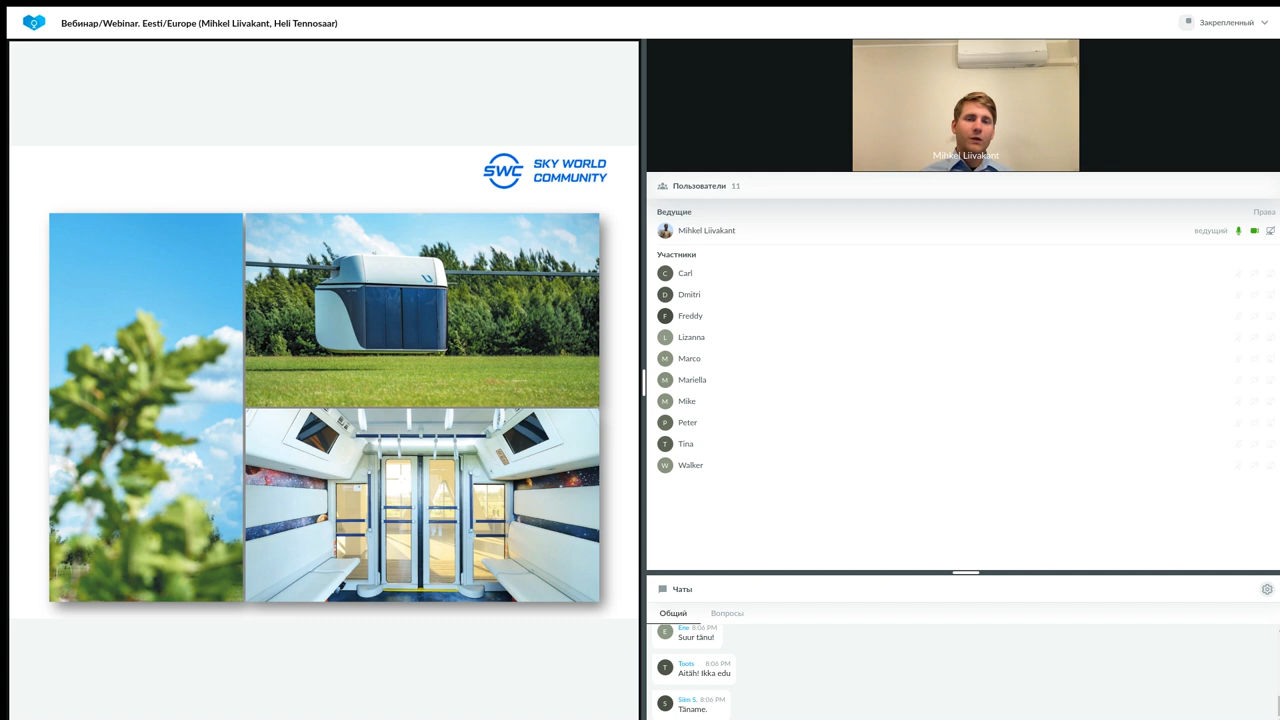 Вебинар/Webinar. Eesti/Europe (Mihkel Liivakant, Heli Tennosaar)
Закрепленный
SWC
SKY WORLD
COMMUNITY
Mihkel Liivakant
Пользователи 11
Ведущие
Права
Mihkel Liivakant
ведущий
Участники
C Carl
D Dmitri
F Freddy
L Lizanna
M Marco
M Mariella
M Mike
P Peter
T Tina
W Walker
Чаты
Общий
Вопросы
E
Ene 8:06 PM
Suur tänu!
T
Toots 8:06 PM
Aitäh! Ikka edu
S
Siim S. 8:06 PM
Täname.